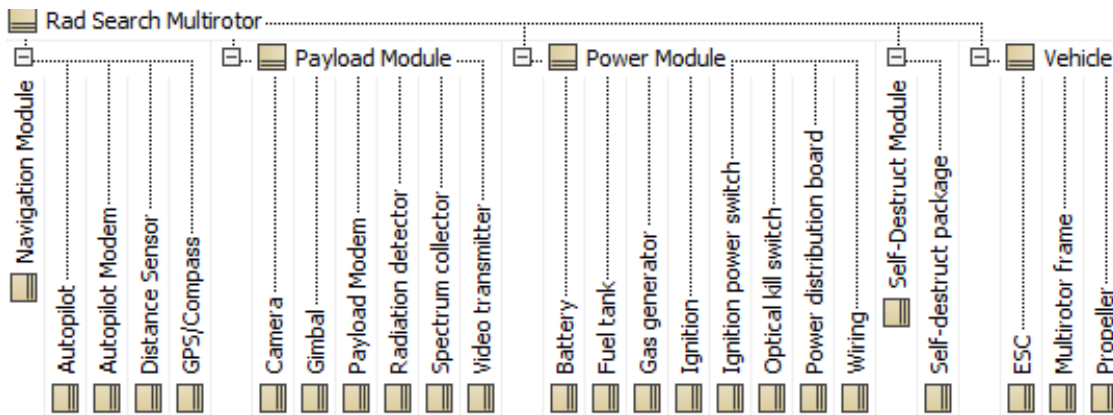 Rad Search Multirotor
Navigation Module
Autopilot
Autopilot Modem
Distance Sensor
GPS/Compass
Payload Module
Camera
Gimbal
Payload Modem
Radiation detector
Spectrum collector
Video transmitter
Power Module
Battery
Fuel tank
Gas generator
Ignition
Ignition power switch
Optical kill switch
Power distribution board
Wiring
Self-Destruct Module
Self-destruct package
Vehicle
ESC
Multirotor frame
Propeller